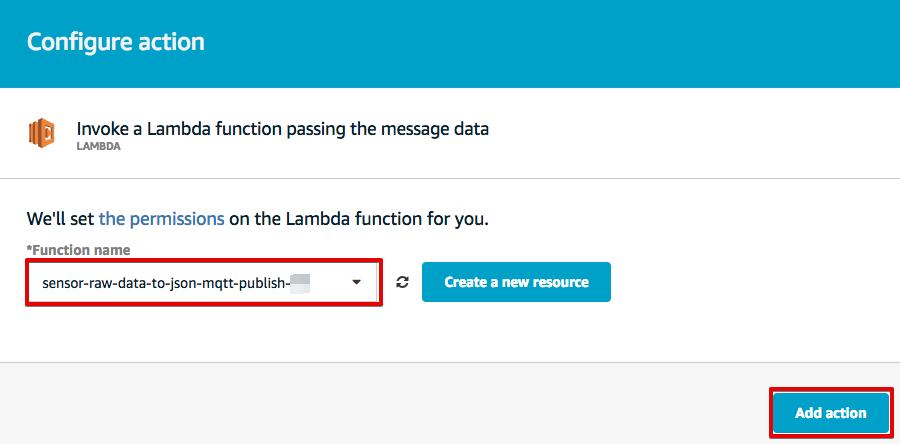 Configure action
Invoke a Lambda function passing the message data
LAMBDA
We'll set the permissions on the Lambda function for you.
*Function name
sensor-raw-data-to-json-mqtt-publish-
Create a new resource
Add action